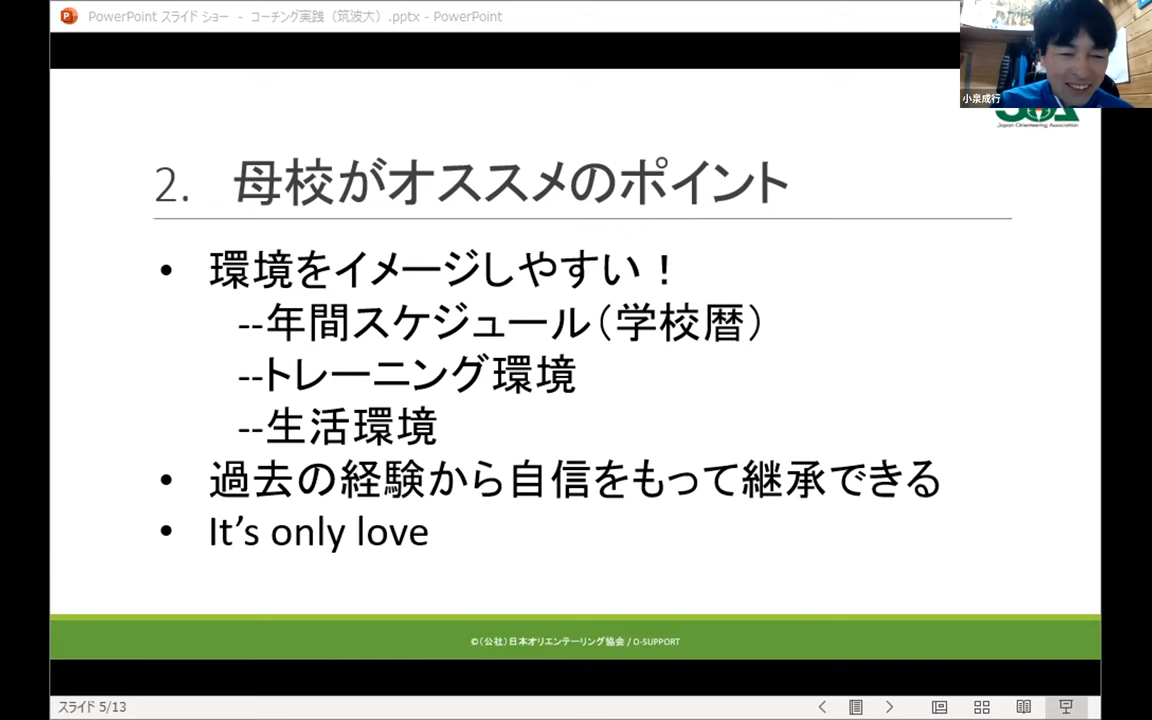 PowerPoint スライド ショー - コーチング実践（筑波大）.pptx - PowerPoint
小泉成行
Japan Orienteering Association
2. 母校がオススメのポイント
• 環境をイメージしやすい！
--年間スケジュール（学校暦）
--トレーニング環境
--生活環境
• 過去の経験から自信をもって継承できる
• It's only love
©（公社）日本オリエンテーリング協会 / O-SUPPORT
スライド 5/13